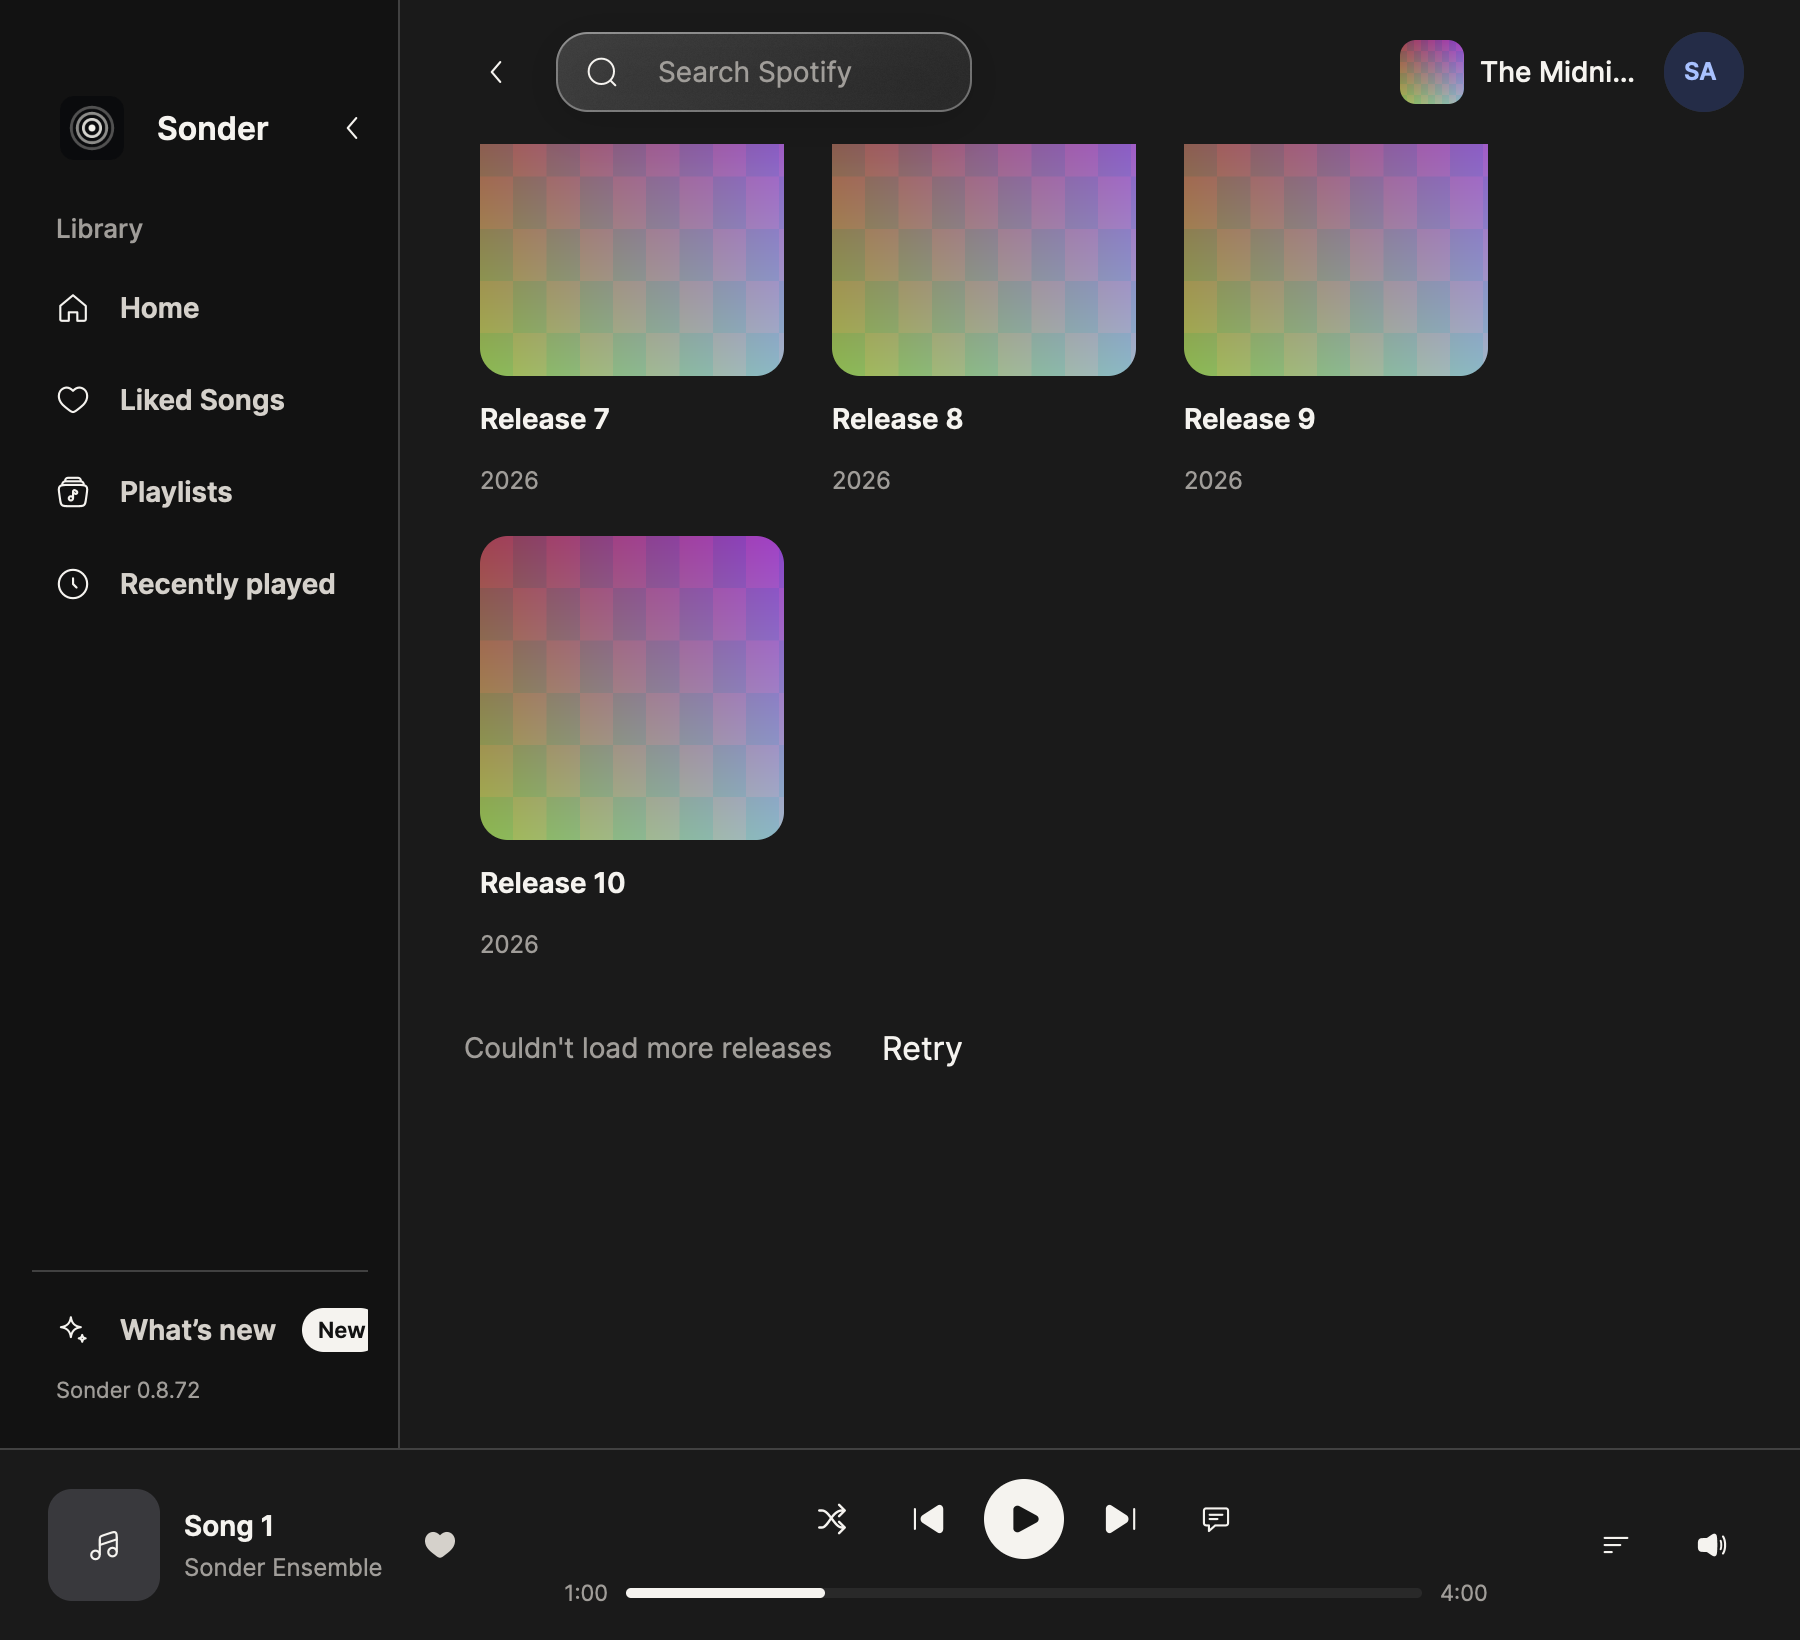 Search Spotify
The Midni...
SA
Sonder
Library
Home
Liked Songs
Playlists
Recently played
Release 7
2026
Release 8
2026
Release 9
2026
Release 10
2026
Couldn't load more releases
Retry
What’s new
New
Sonder 0.8.72
Song 1
Sonder Ensemble
1:00
4:00